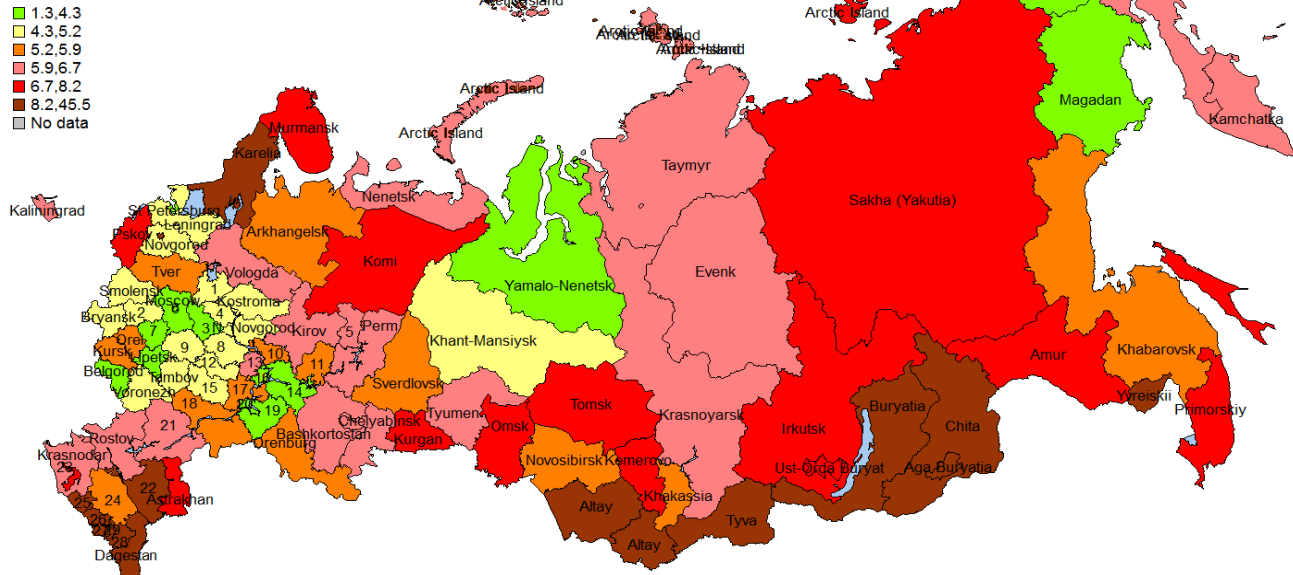 1.3,4.3
4.3,5.2
5.2,5.9
5.9,6.7
6.7,8.2
8.2,45.5
No data
Arctic Island
Arctic Island
Arctic Island
Arctic Island
Magadan
Kamchatka
Murmansk
Karelia
Taymyr
Nenetsk
Kaliningrad
St Petersburg
Leningrad
Sakha (Yakutia)
Pskov
Novgorod
Arkhangelsk
Komi
Tver
Vologda
Evenk
Yamalo-Nenetsk
Smolensk
1
Moscow
Kostroma
6
2
4
Bryansk
3
Novgorod
Kirov
5
Perm
7
Orel
Khant-Mansiysk
Kursk
9
8
10
Khabarovsk
Amur
Lipetsk
12
13
11
Belgorod
Tambov
Sverdlovsk
15
17
14
Voronezh
Yvreiskii
18
19
Tomsk
Buryatia
Primorskiy
Tyumen
Krasnoyarsk
Chelyabinsk
21
Omsk
Irkutsk
Chita
Rostov
Bashkortostan
Kurgan
Orenburg
Krasnodar
Novosibirsk
Kemerovo
Ust-Orda Buryat
Aga Buryatia
23
22
24
Astrakhan
Khakassia
25
Altay
26
Tyva
28
Altay
Dagestan